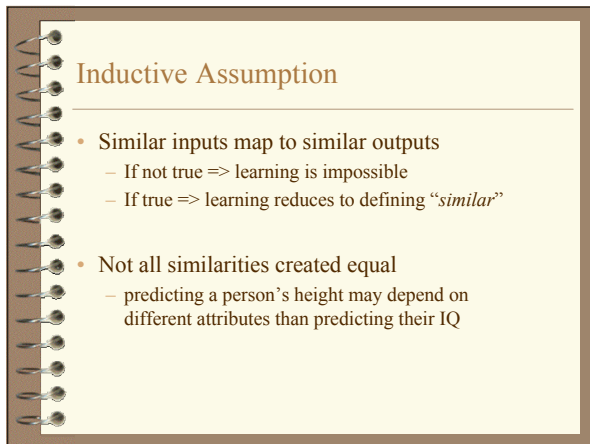 Inductive Assumption
• Similar inputs map to similar outputs
– If not true => learning is impossible
– If true => learning reduces to defining “similar”
• Not all similarities created equal
– predicting a person’s height may depend on
different attributes than predicting their IQ